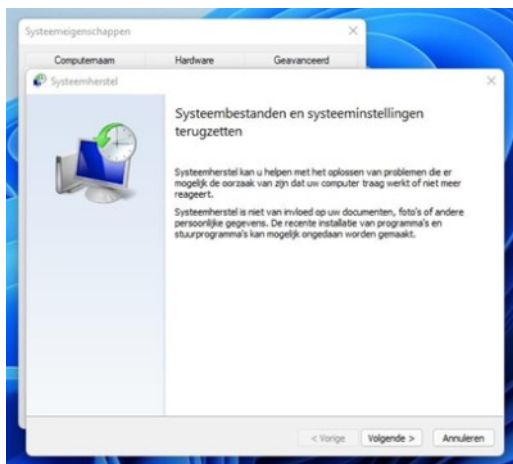 Systeemeigenschappen
Computernaam Hardware Geavanceerd
Systeemherstel
Systeembestanden en systeeminstellingen
terugzetten
Systeemherstel kan u helpen met het oplossen van problemen die er
mogelijk de oorzaak van zijn dat uw computer traag werkt of niet meer
reageert.
Systeemherstel is niet van invloed op uw documenten, foto's of andere
persoonlijke gegevens. De recente installatie van programma's en
stuurprogramma's kan mogelijk ongedaan worden gemaakt.
< Vorige Volgende > Annuleren